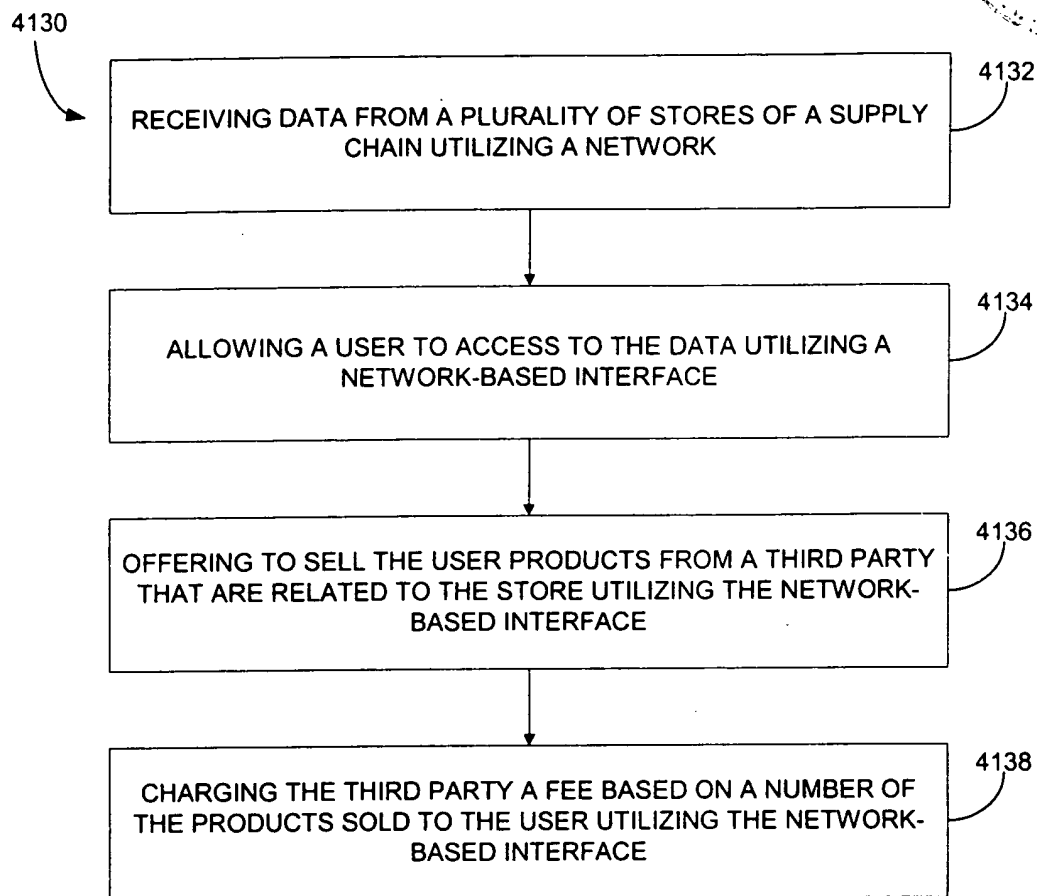 4130
4132
RECEIVING DATA FROM A PLURALITY OF STORES OF A SUPPLY
CHAIN UTILIZING A NETWORK
4134
ALLOWING A USER TO ACCESS TO THE DATA UTILIZING A
NETWORK-BASED INTERFACE
4136
OFFERING TO SELL THE USER PRODUCTS FROM A THIRD PARTY
THAT ARE RELATED TO THE STORE UTILIZING THE NETWORK-
BASED INTERFACE
4138
CHARGING THE THIRD PARTY A FEE BASED ON A NUMBER OF
THE PRODUCTS SOLD TO THE USER UTILIZING THE NETWORK-
BASED INTERFACE